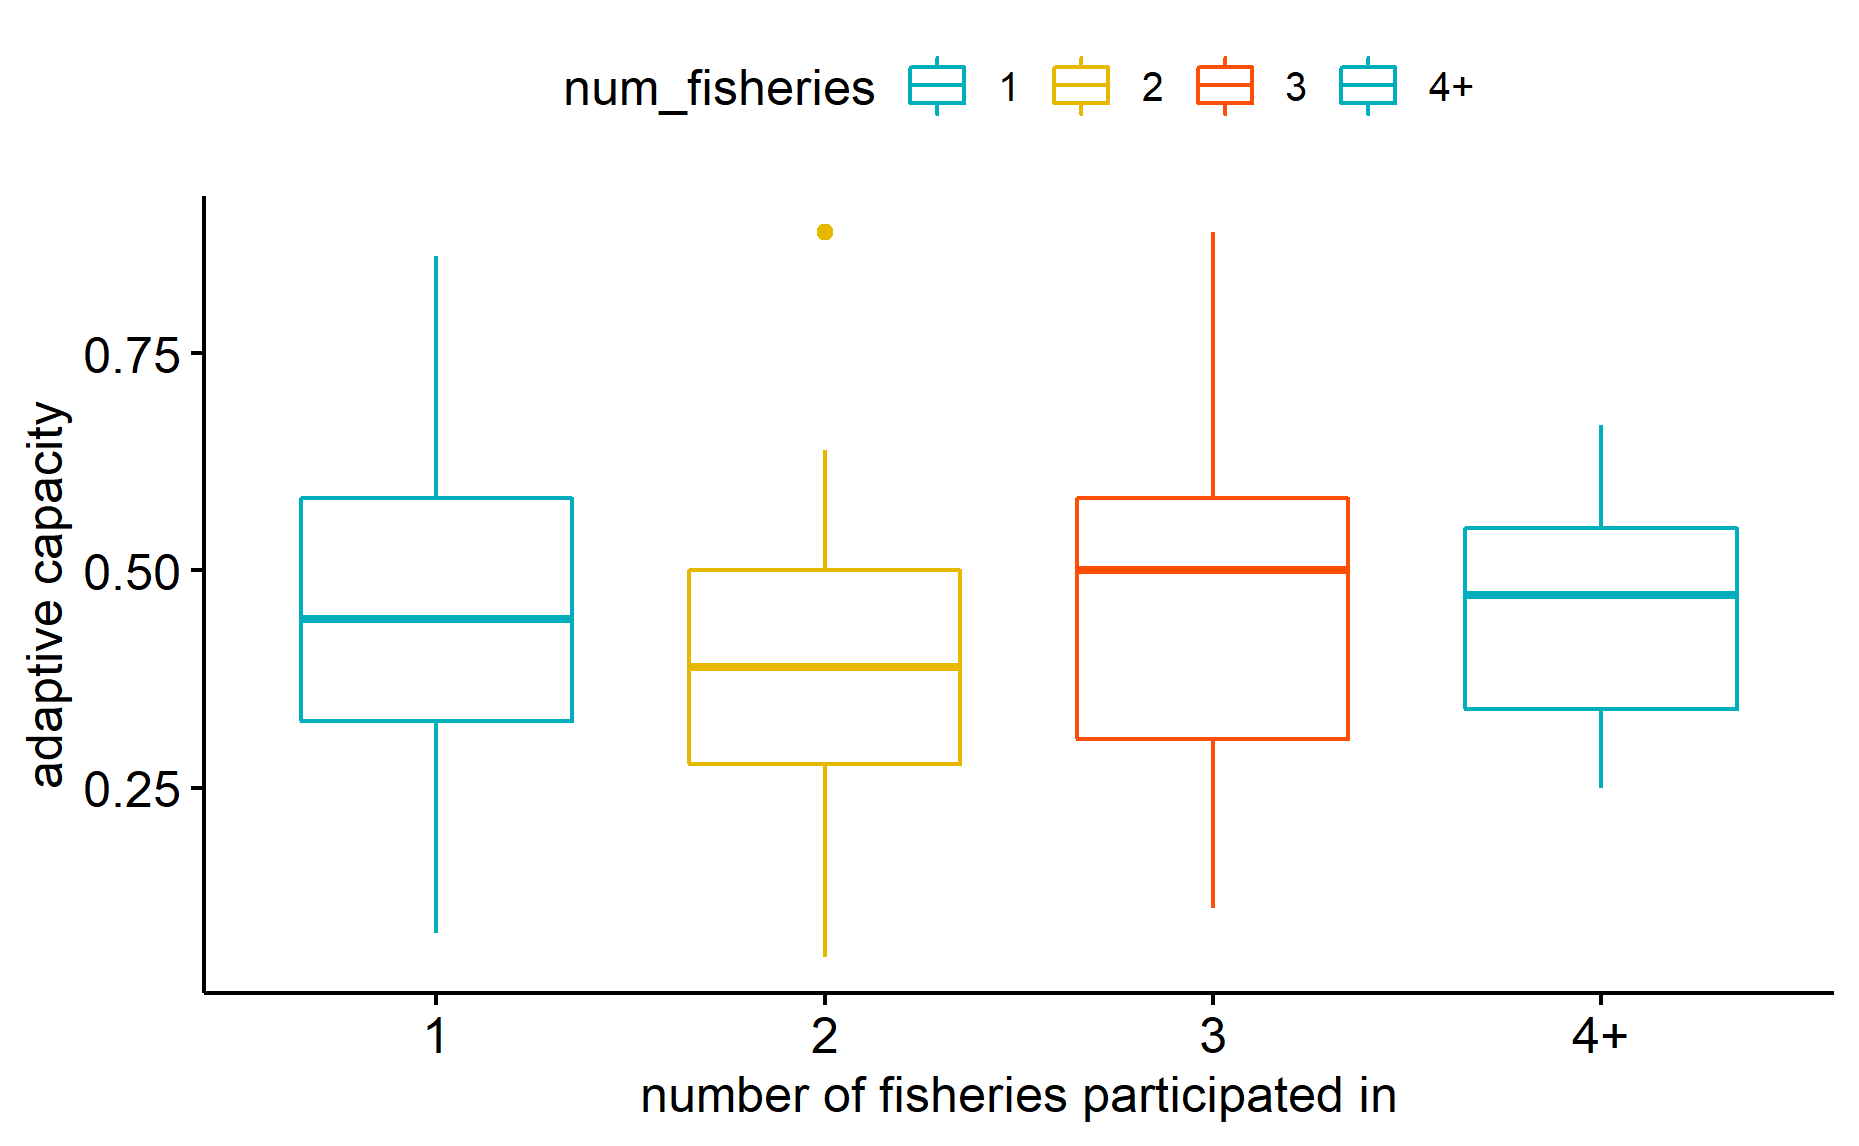 num_fisheries 1 2 3 4+
0.75
0.50
0.25
adaptive capacity
1 2 3 4+
number of fisheries participated in